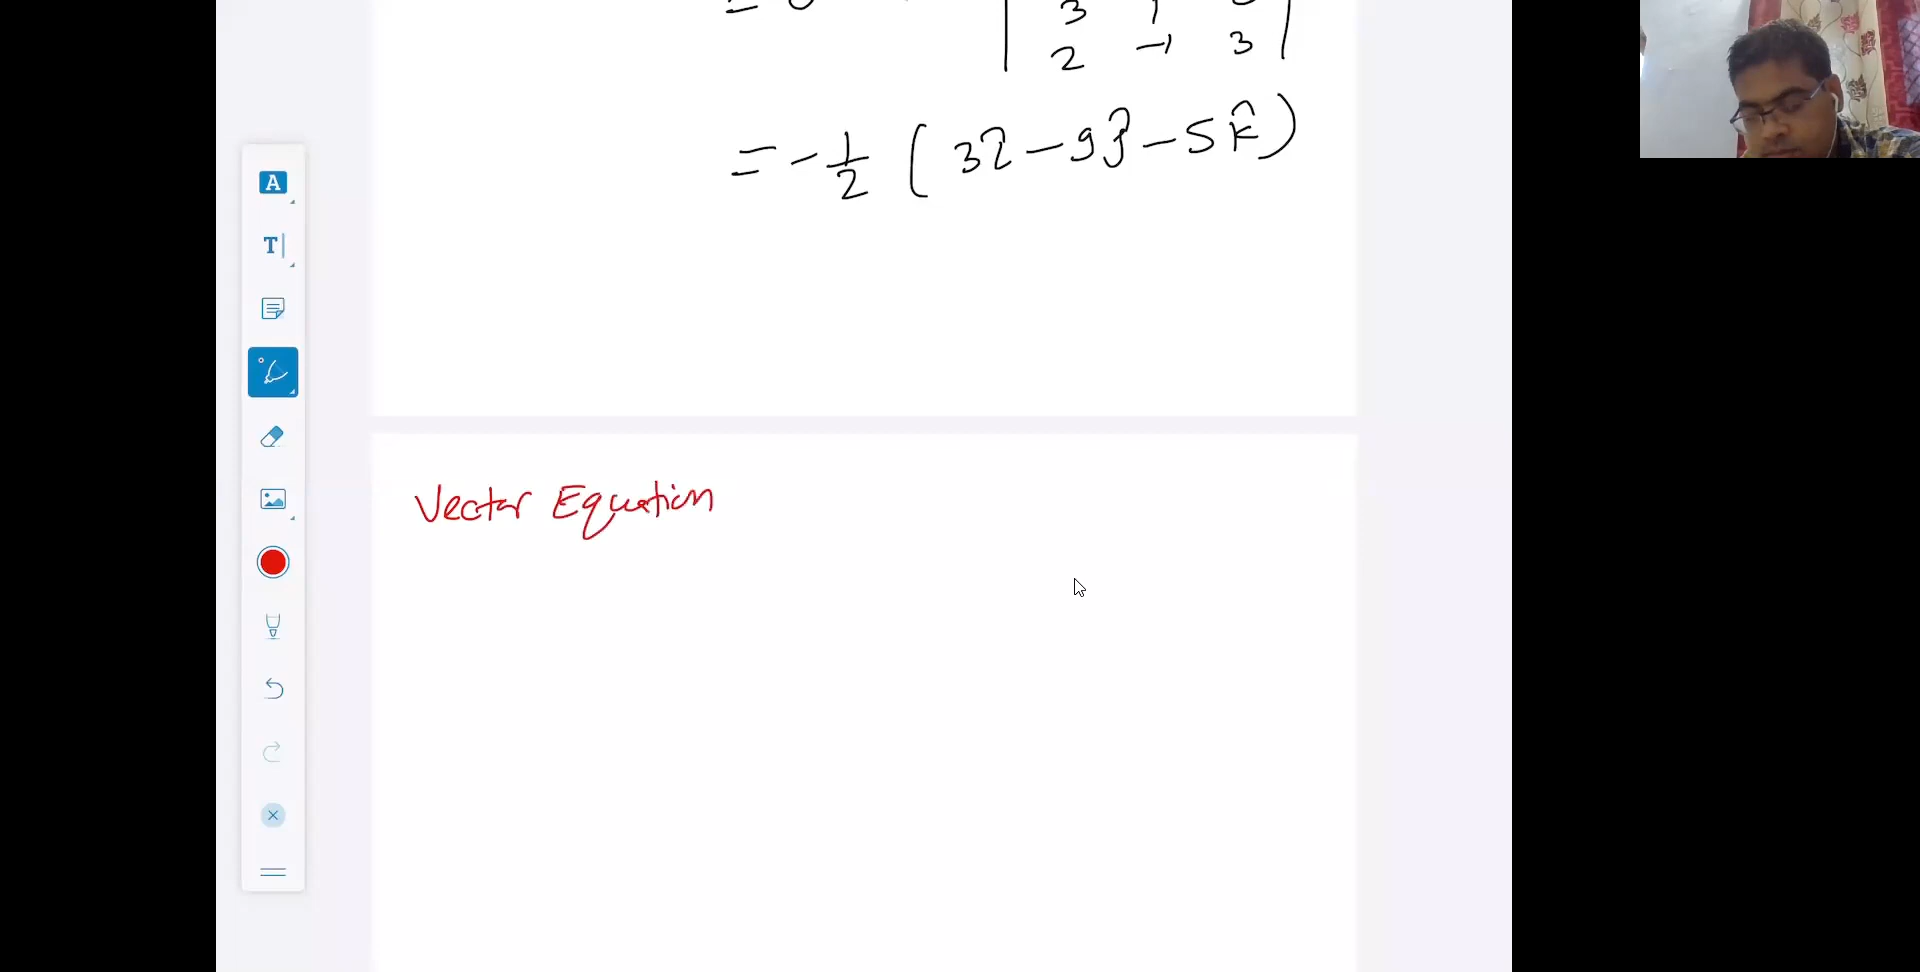 3 1
2 -1 3
= -1/2 ( 3î - 9ĵ - 5k̂ )
A
T
Vector Equation